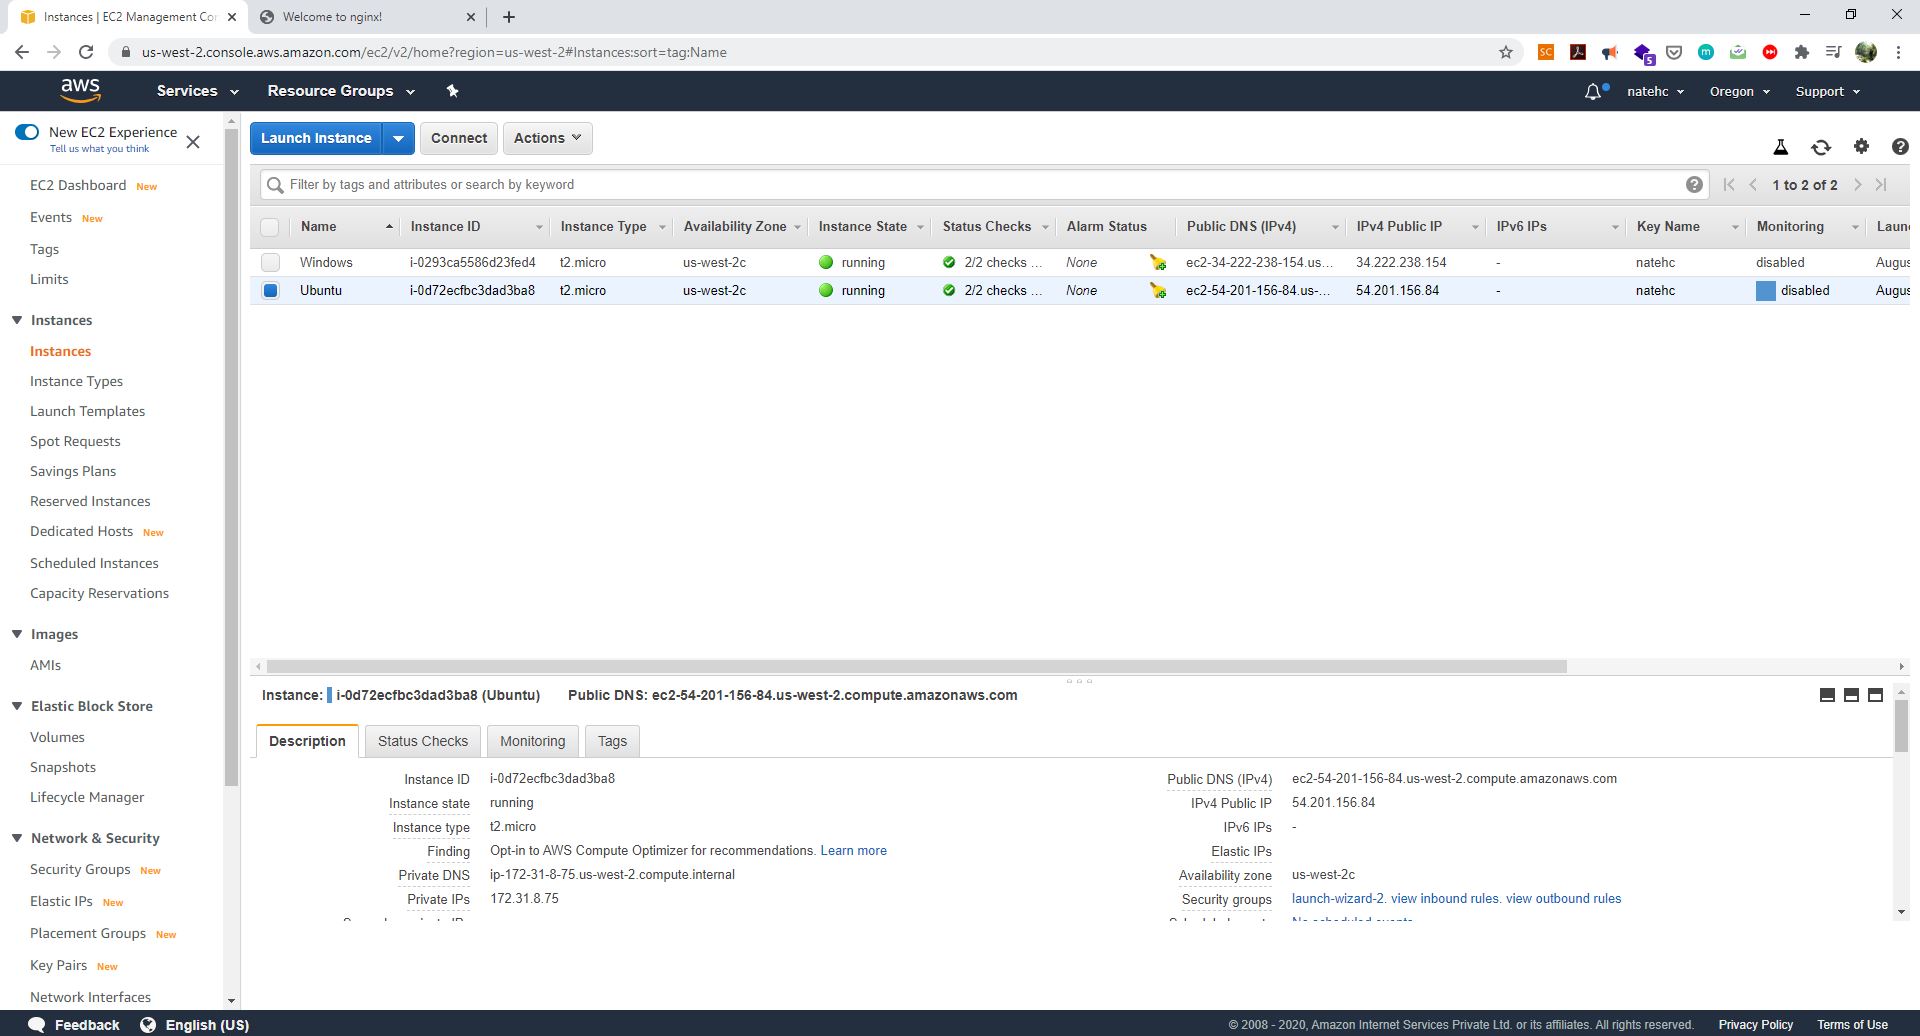 Instances | EC2 Management Cor
Welcome to nginx!
us-west-2.console.aws.amazon.com/ec2/v2/home?region=us-west-2#Instances:sort=tag:Name
SC
5
m
aws
Services
Resource Groups
natehc
Oregon
Support
New EC2 Experience
Tell us what you think
EC2 Dashboard New
Events New
Tags
Limits
Instances
Instances
Instance Types
Launch Templates
Spot Requests
Savings Plans
Reserved Instances
Dedicated Hosts New
Scheduled Instances
Capacity Reservations
Images
AMIs
Elastic Block Store
Volumes
Snapshots
Lifecycle Manager
Network & Security
Security Groups New
Elastic IPs New
Placement Groups New
Key Pairs New
Network Interfaces
Launch Instance
Connect
Actions
Filter by tags and attributes or search by keyword
1 to 2 of 2
Name Instance ID Instance Type Availability Zone Instance State Status Checks Alarm Status Public DNS (IPv4) IPv4 Public IP IPv6 IPs Key Name Monitoring Laun
Windows i-0293ca5586d23fed4 t2.micro us-west-2c running 2/2 checks ... None ec2-34-222-238-154.us... 34.222.238.154 - natehc disabled Augus
Ubuntu i-0d72ecfbc3dad3ba8 t2.micro us-west-2c running 2/2 checks ... None ec2-54-201-156-84.us-... 54.201.156.84 - natehc disabled Augus
Instance: i-0d72ecfbc3dad3ba8 (Ubuntu) Public DNS: ec2-54-201-156-84.us-west-2.compute.amazonaws.com
Description
Status Checks
Monitoring
Tags
Instance ID i-0d72ecfbc3dad3ba8
Instance state running
Instance type t2.micro
Finding Opt-in to AWS Compute Optimizer for recommendations. Learn more
Private DNS ip-172-31-8-75.us-west-2.compute.internal
Private IPs 172.31.8.75
Public DNS (IPv4) ec2-54-201-156-84.us-west-2.compute.amazonaws.com
IPv4 Public IP 54.201.156.84
IPv6 IPs -
Elastic IPs
Availability zone us-west-2c
Security groups launch-wizard-2. view inbound rules. view outbound rules
Feedback
English (US)
© 2008 - 2020, Amazon Internet Services Private Ltd. or its affiliates. All rights reserved.
Privacy Policy
Terms of Use